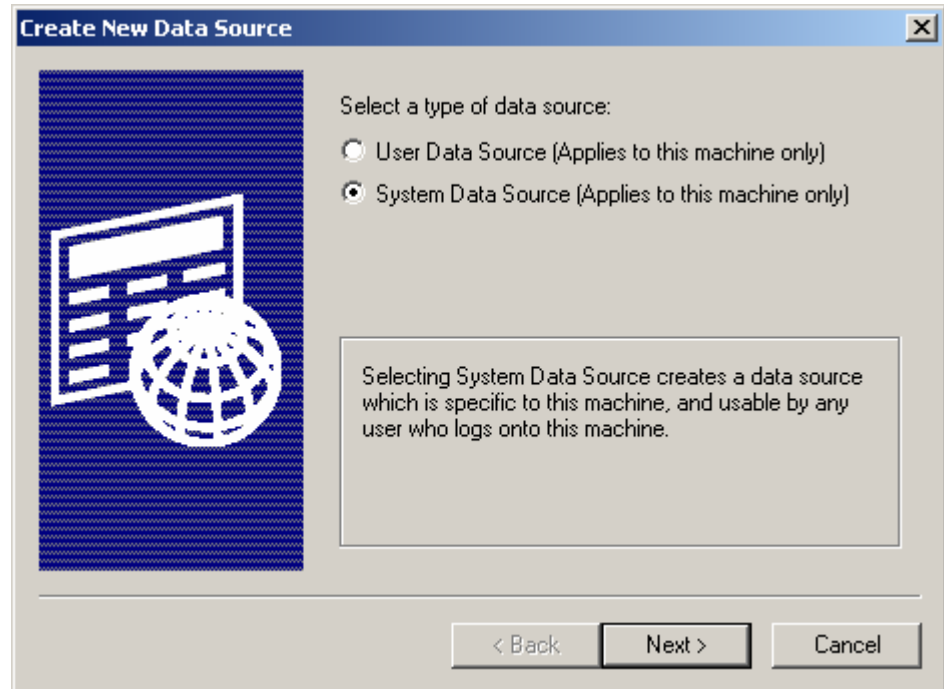 Create New Data Source
Select a type of data source:
User Data Source (Applies to this machine only)
System Data Source (Applies to this machine only)
Selecting System Data Source creates a data source
which is specific to this machine, and usable by any
user who logs onto this machine.
< Back
Next >
Cancel